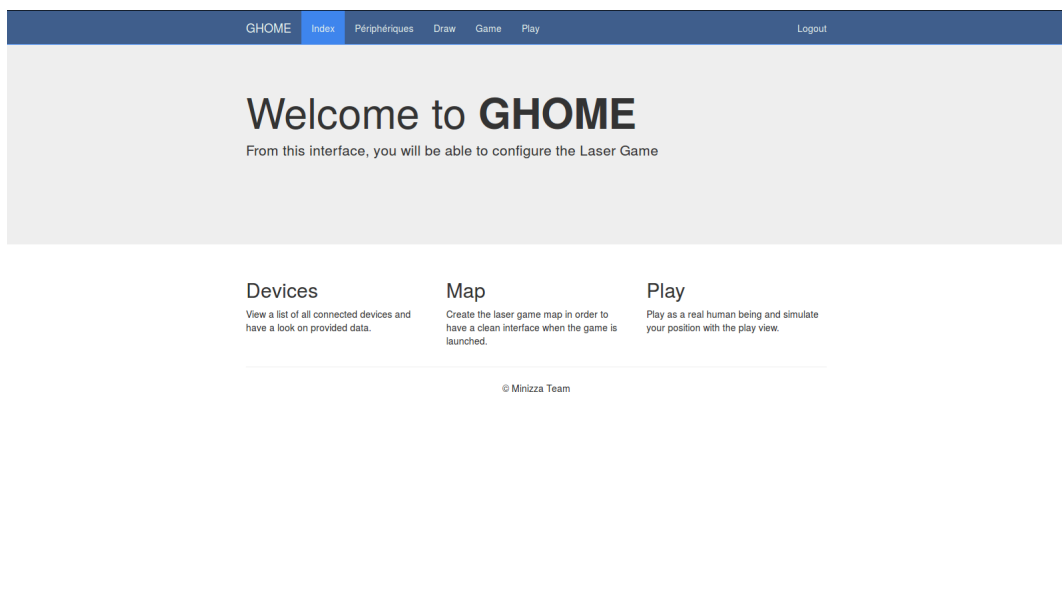 GHOME Index Périphériques Draw Game Play Logout
Welcome to GHOME
From this interface, you will be able to configure the Laser Game
Devices
View a list of all connected devices and
have a look on provided data.
Map
Create the laser game map in order to
have a clean interface when the game is
launched.
Play
Play as a real human being and simulate
your position with the play view.
© Minizza Team